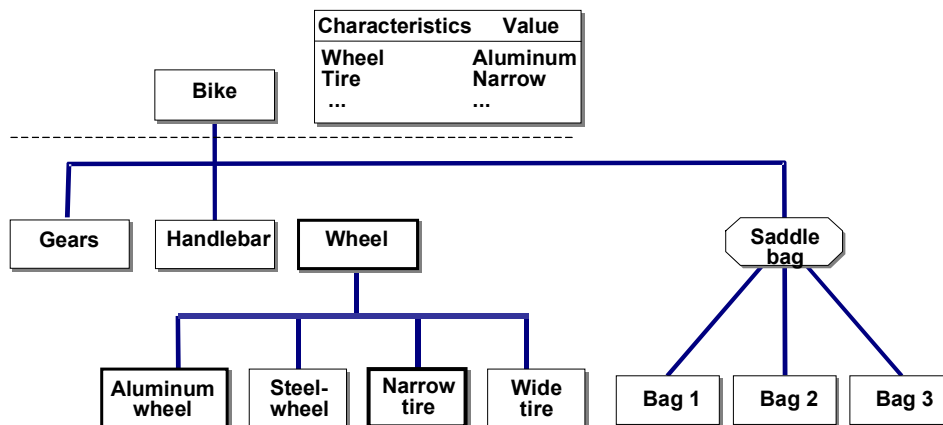 Characteristics Value
Wheel Aluminum
Tire Narrow
... ...
Bike
Gears
Handlebar
Wheel
Saddle
bag
Aluminum
wheel
Steel-
wheel
Narrow
tire
Wide
tire
Bag 1
Bag 2
Bag 3